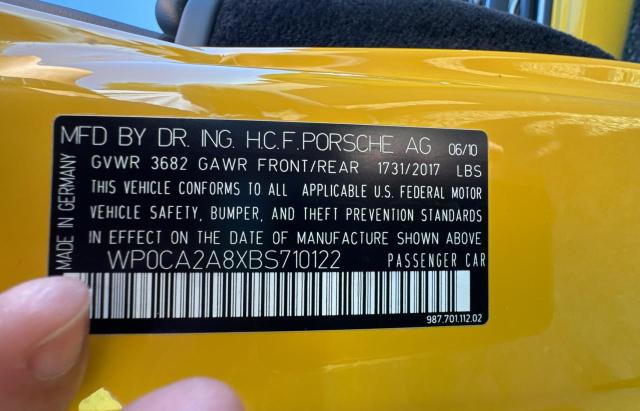 MFD BY DR. ING. H.C.F. PORSCHE AG 06/10
GVWR 3682 GAWR FRONT/REAR 1731/2017 LBS
THIS VEHICLE CONFORMS TO ALL APPLICABLE U.S. FEDERAL MOTOR
VEHICLE SAFETY, BUMPER, AND THEFT PREVENTION STANDARDS
IN EFFECT ON THE DATE OF MANUFACTURE SHOWN ABOVE
WP0CA2A8XBS710122 PASSENGER CAR
987.701.112.02
MADE IN GERMANY